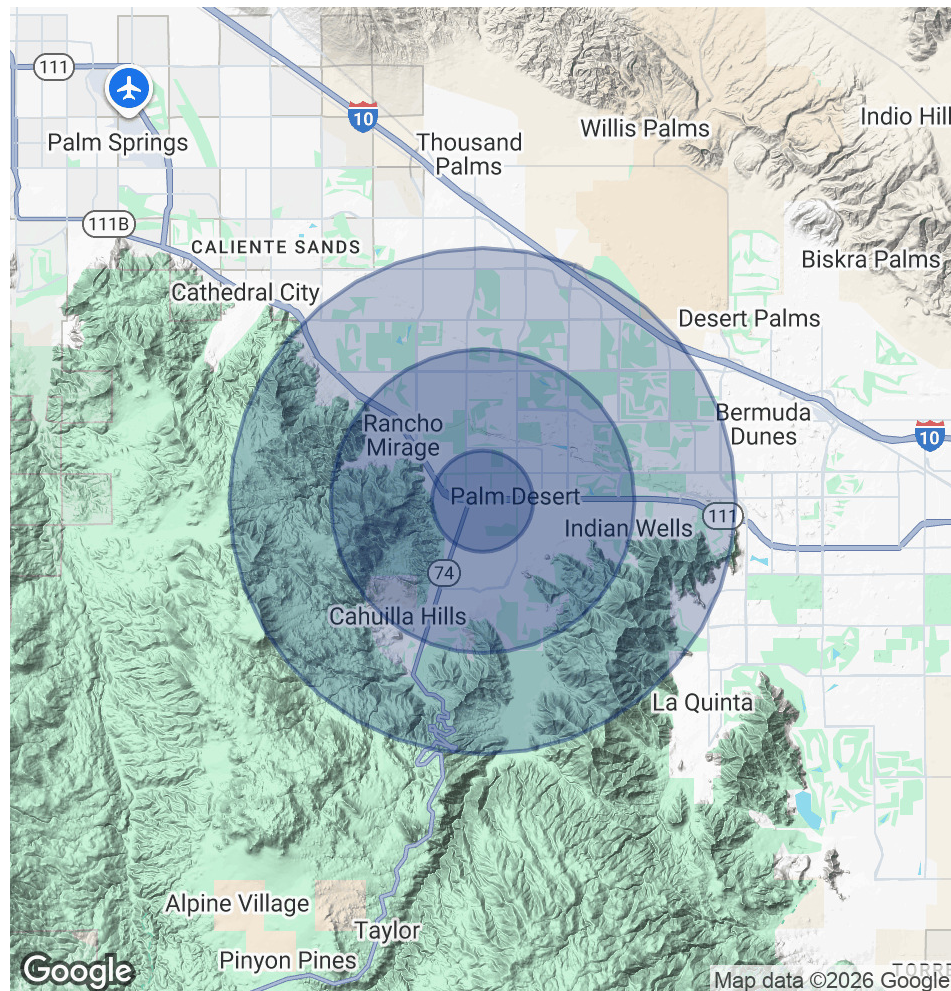 111
10
Palm Springs
Thousand
Palms
Willis Palms
Indio Hill
111B
CALIENTE SANDS
Biskra Palms
Cathedral City
Desert Palms
Rancho
Mirage
Bermuda
Dunes
10
Palm Desert
111
Indian Wells
74
Cahuilla Hills
La Quinta
Alpine Village
Taylor
Pinyon Pines
Google
TORRE
Map data ©2026 Google